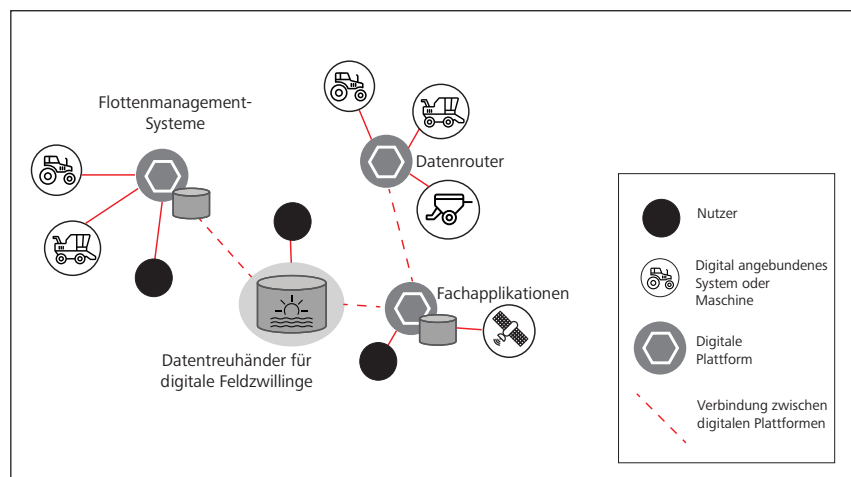 Flottenmanagement-
Systeme
Datenrouter
Fachapplikationen
Datentreuhänder für
digitale Feldzwillinge
Nutzer
Digital angebundenes
System oder
Maschine
Digitale
Plattform
Verbindung zwischen
digitalen Plattformen